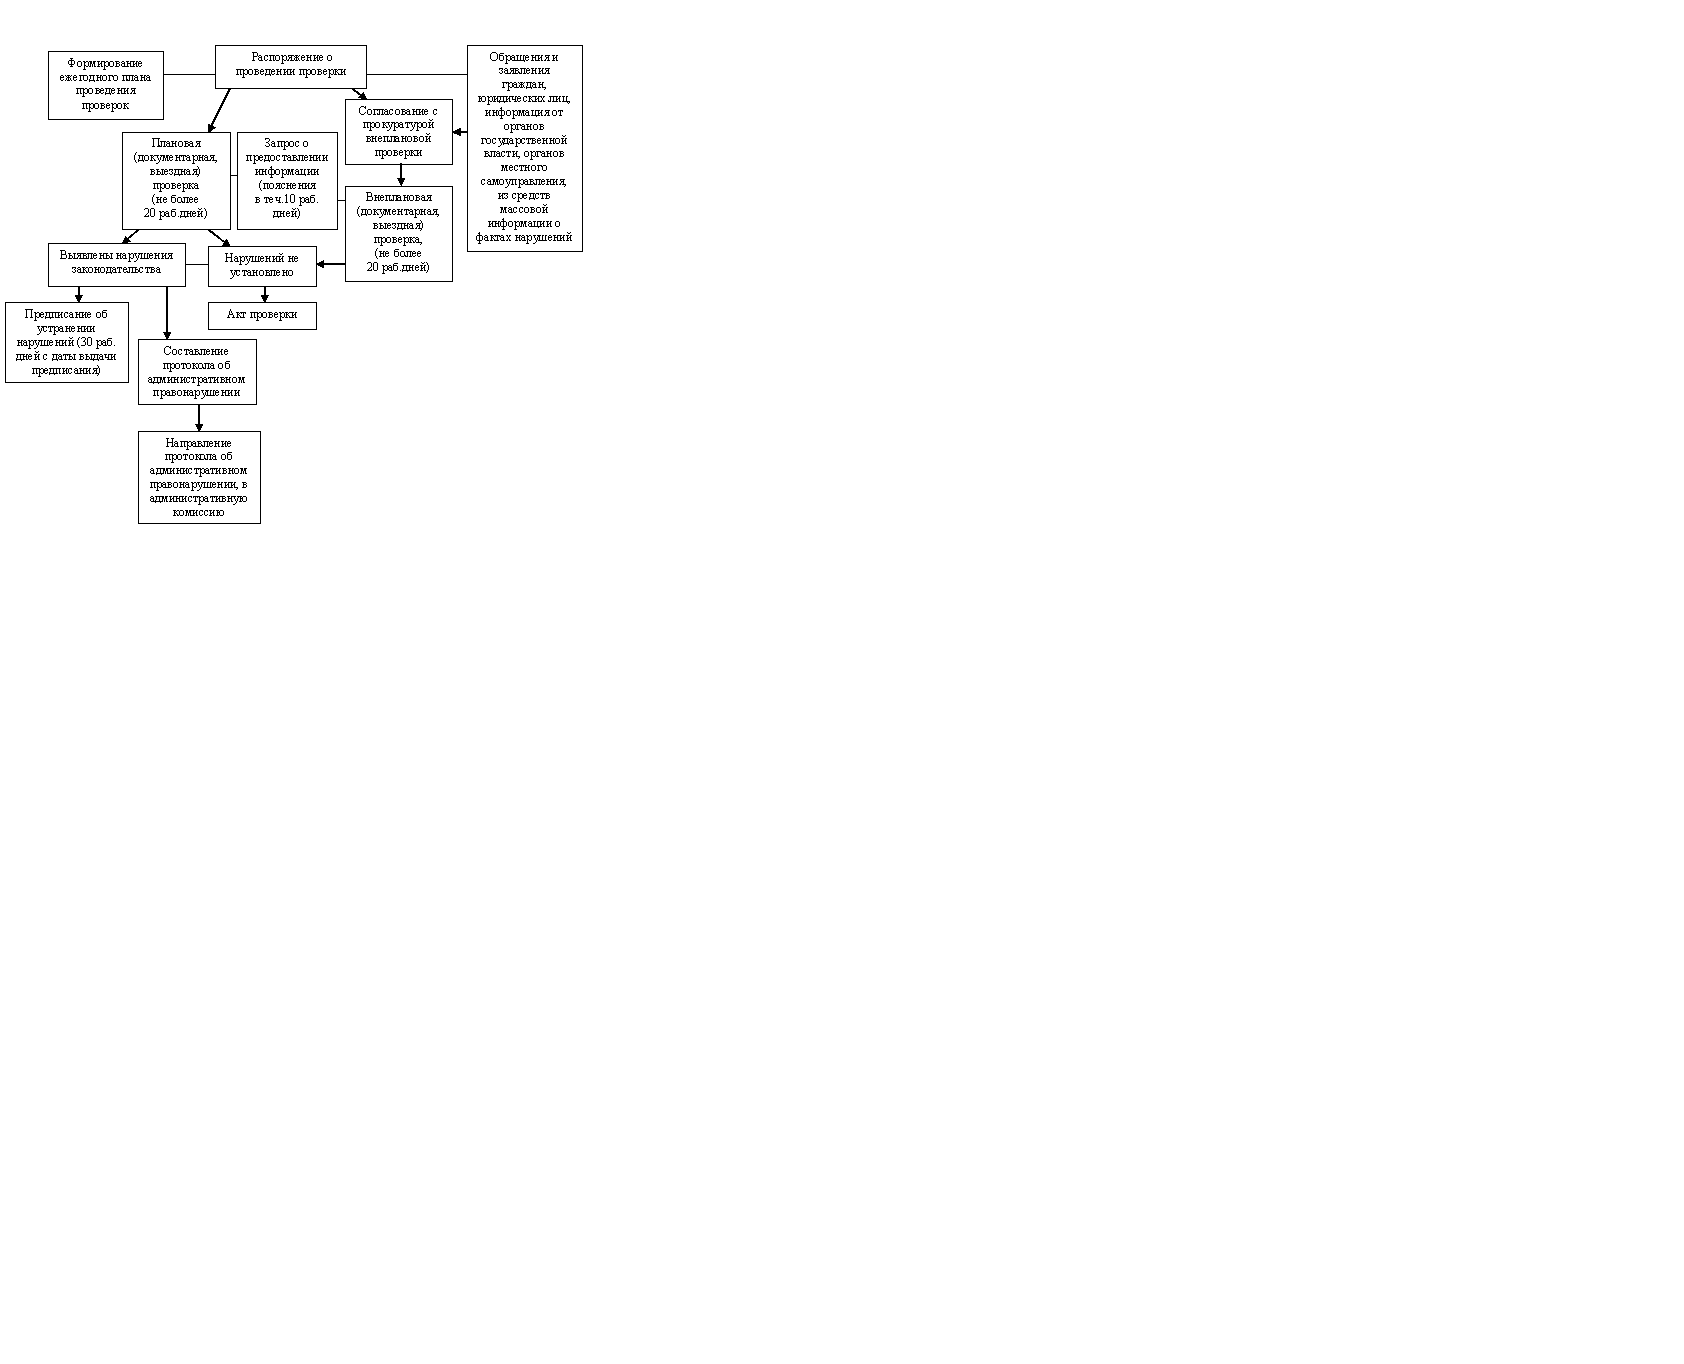 Формирование
ежегодного плана
проведения
проверок
Распоряжение о
проведении проверки
Обращения и
заявления
граждан,
юридических лиц,
информация от
органов
государственной
власти, органов
местного
самоуправления,
из средств
массовой
информации о
фактах нарушений
Согласование с
прокуратурой
внеплановой
проверки
Плановая
(документарная,
выездная)
проверка
(не более
20 раб.дней)
Запрос о
предоставлении
информации
(пояснения
в теч.10 раб.
дней)
Внеплановая
(документарная,
выездная)
проверка,
(не более
20 раб.дней)
Выявлены нарушения
законодательства
Нарушений не
установлено
Предписание об
устранении
нарушений (30 раб.
дней с даты выдачи
предписания)
Акт проверки
Составление
протокола об
административном
правонарушении
Направление
протокола об
административном
правонарушении, в
административную
комиссию